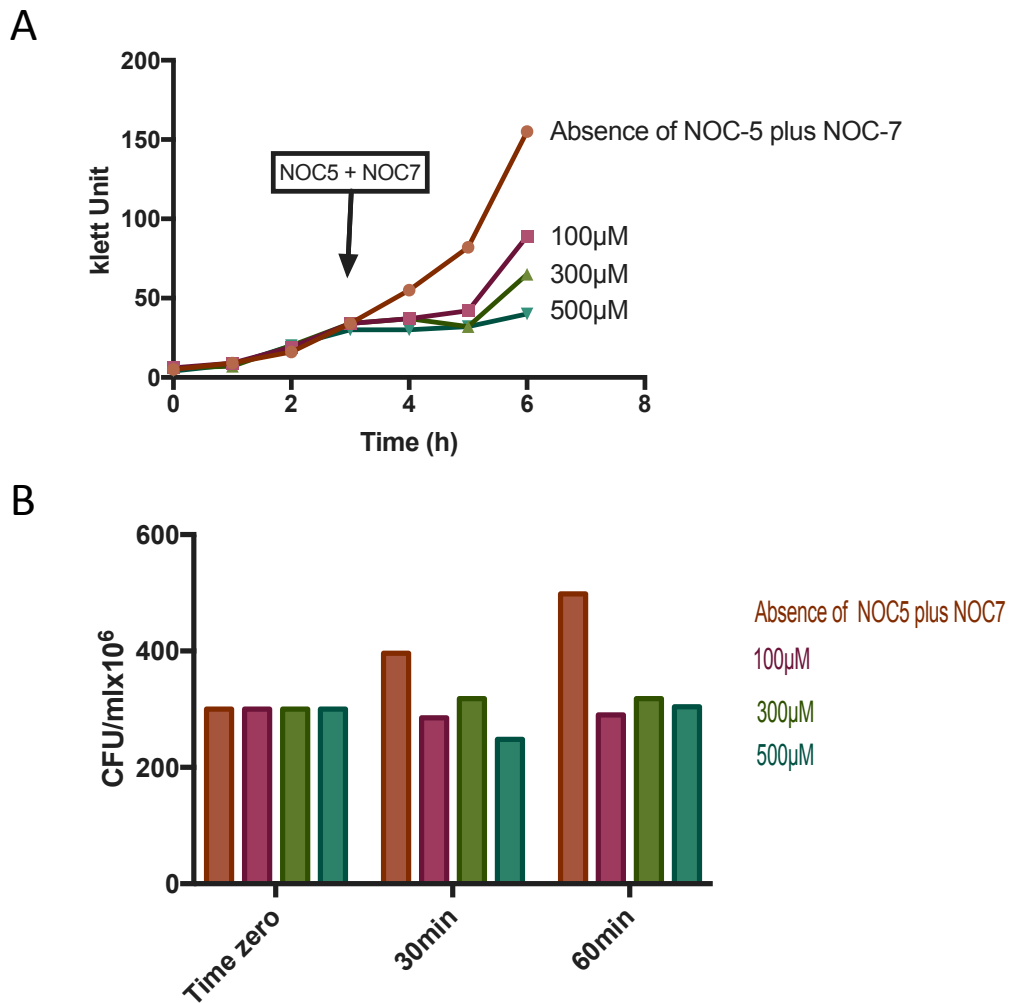 A
200
150
100
50
0
klett Unit
NOC5 + NOC7
Absence of NOC-5 plus NOC-7
100µM
300µM
500µM
0 2 4 6 8
Time (h)
B
600
400
200
0
CFU/mlx10⁶
Absence of NOC5 plus NOC7
100µM
300µM
500µM
Time zero
30min
60min